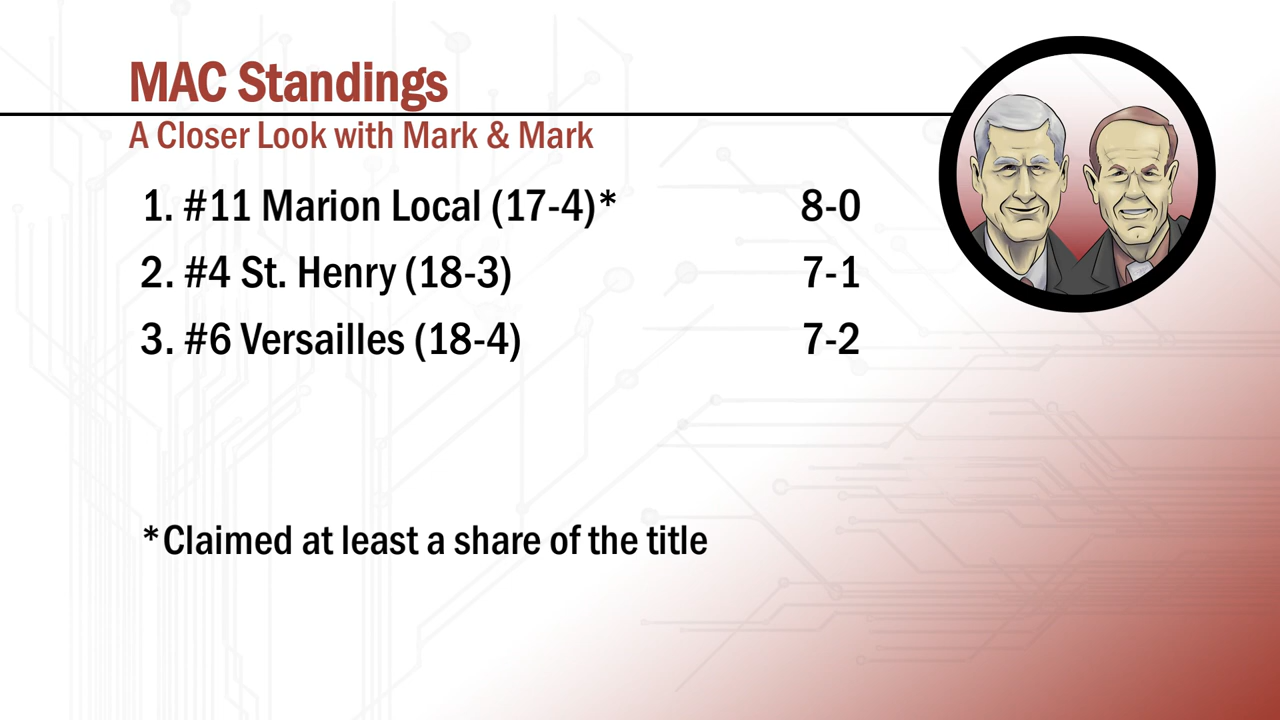 MAC Standings
A Closer Look with Mark & Mark
1. #11 Marion Local (17-4)* 8-0
2. #4 St. Henry (18-3) 7-1
3. #6 Versailles (18-4) 7-2
*Claimed at least a share of the title